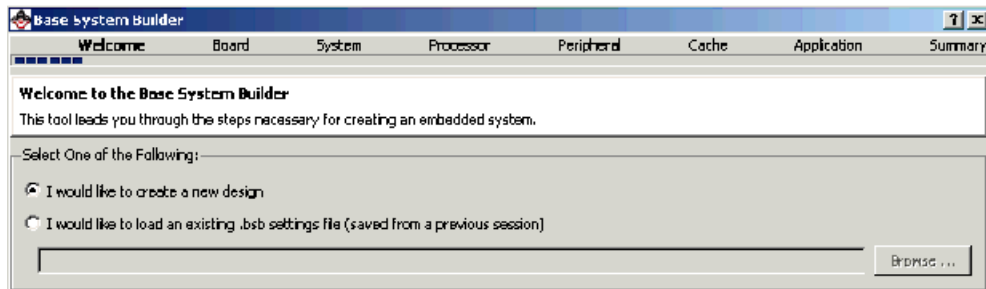 Base System Builder
Welcome Board System Processor Peripheral Cache Application Summary
Welcome to the Base System Builder
This tool leads you through the steps necessary for creating an embedded system.
Select One of the Following:
I would like to create a new design
I would like to load an existing .bsb settings file (saved from a previous session)
Browse ...